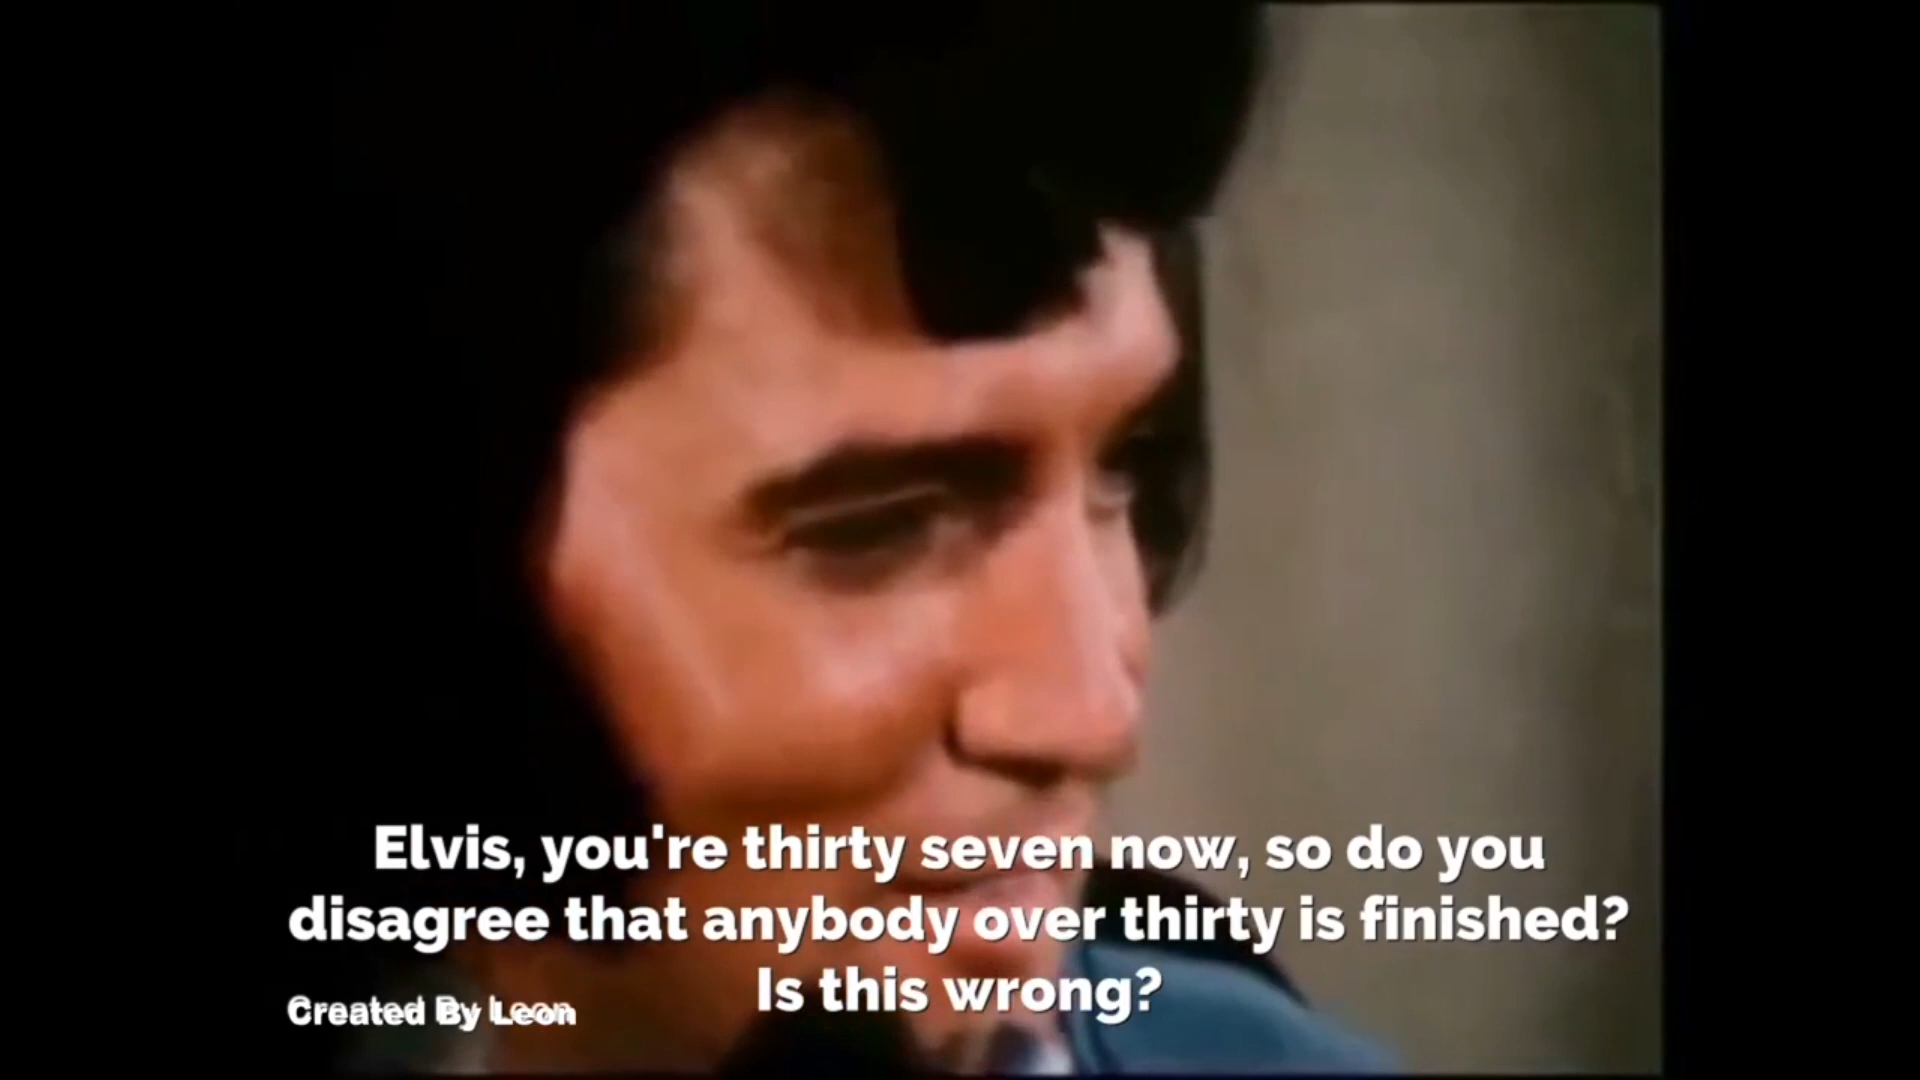 Elvis, you're thirty seven now, so do you
disagree that anybody over thirty is finished?
Is this wrong?
Created By Leon